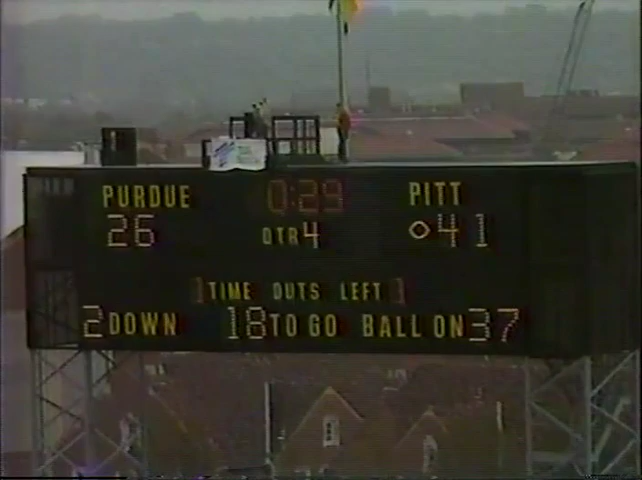 PURDUE 0:29 PITT
26 QTR 4 41
TIME OUTS LEFT
2 DOWN 18 TO GO BALL ON 37